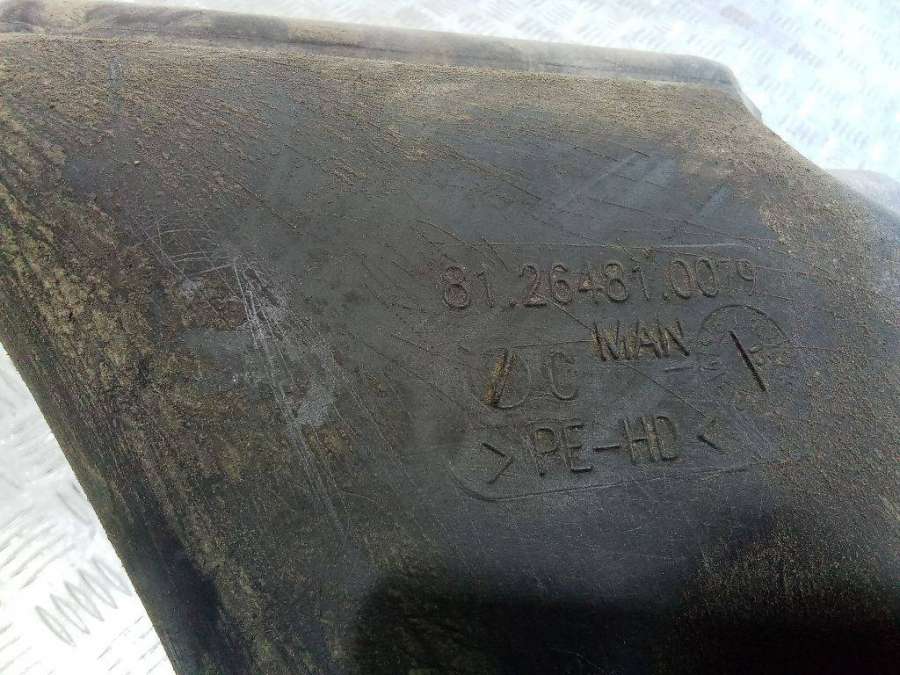 81.26481.0079
MAN
C
>PE-HD<